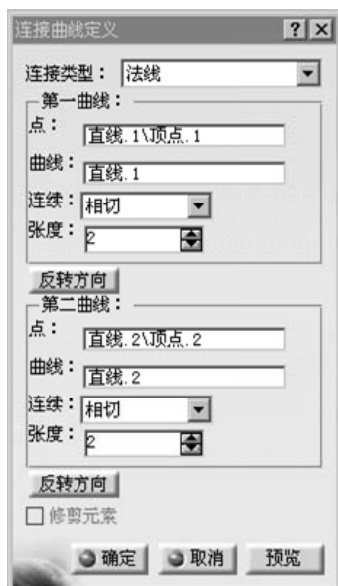 连接曲线定义 ? ×
连接类型： 法线
第一曲线：
点： 直线.1\顶点.1
曲线： 直线.1
连续： 相切
张度： 2
反转方向
第二曲线：
点： 直线.2\顶点.2
曲线： 直线.2
连续： 相切
张度： 2
反转方向
修剪元素
确定 取消 预览